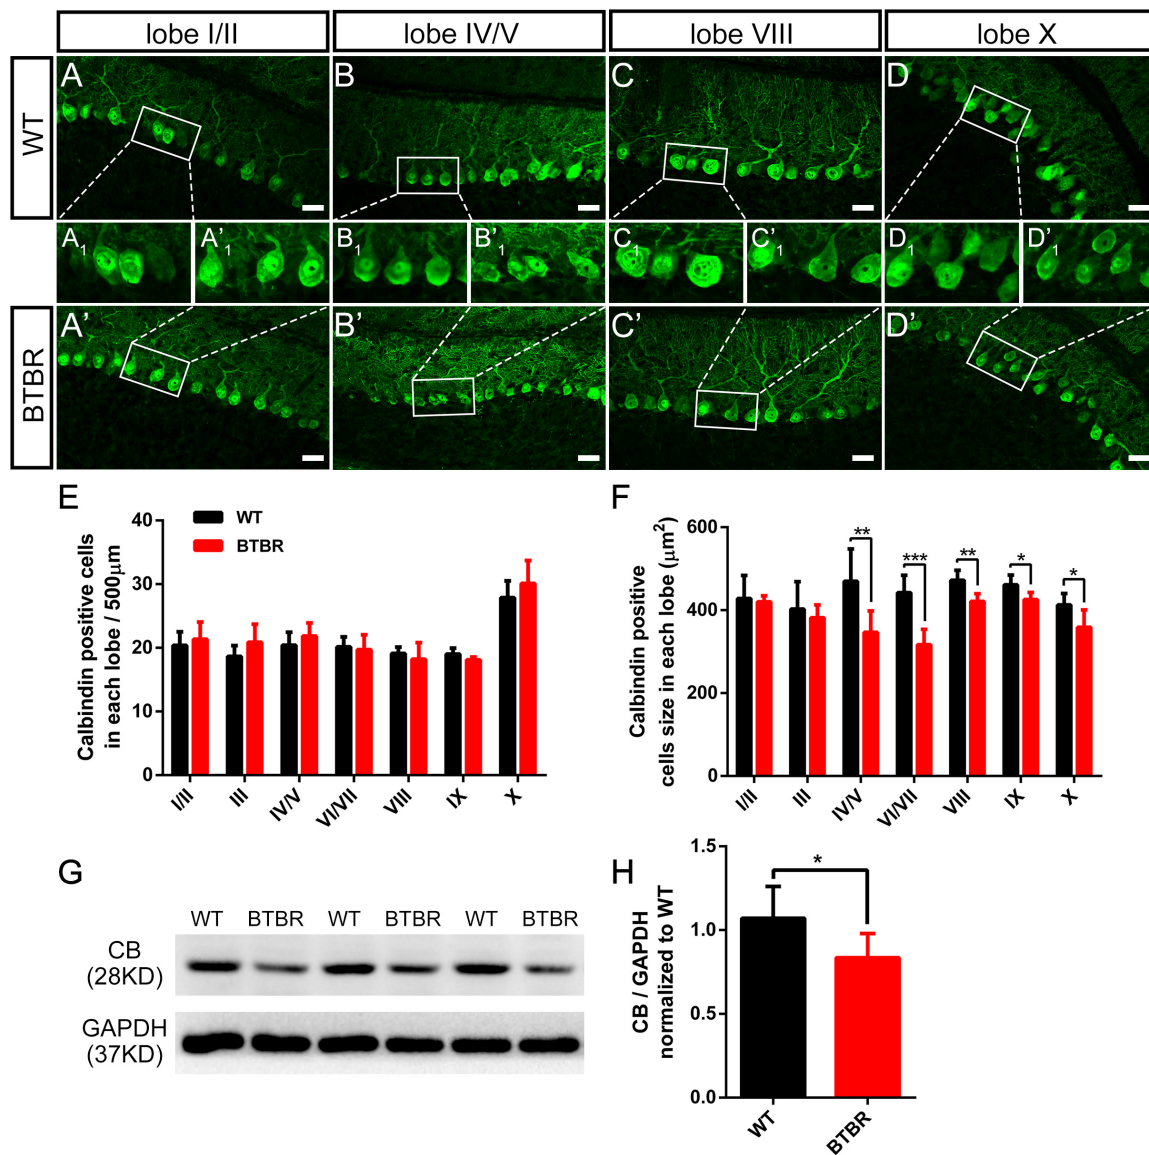 lobe I/II
lobe IV/V
lobe VIII
lobe X
WT
A
B
C
D
A1
A'1
B1
B'1
C1
C'1
D1
D'1
BTBR
A'
B'
C'
D'
E
Calbindin positive cells
in each lobe / 500μm
40
30
20
10
0
WT
BTBR
I/II
III
IV/V
VI/VII
VIII
IX
X
F
Calbindin positive
cells size in each lobe (μm²)
600
400
200
0
**
***
**
*
*
I/II
III
IV/V
VI/VII
VIII
IX
X
G
WT BTBR WT BTBR WT BTBR
CB
(28KD)
GAPDH
(37KD)
H
CB / GAPDH
normalized to WT
1.5
1.0
0.5
0.0
*
WT
BTBR